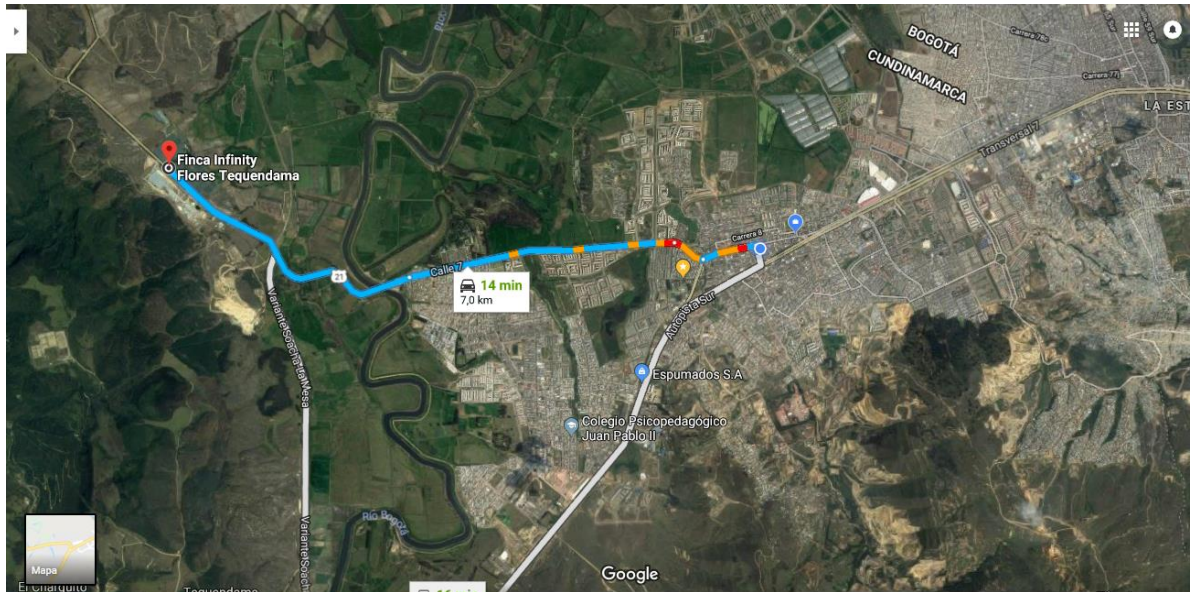 BOGOTÁ
CUNDINAMARCA
LA EST
Transversal 7
Finca Infinity
Flores Tequendama
Carrera 8
Calle 7
21
14 min
7,0 km
Autopista Sur
Variante Soacha-La Mesa
Espumados S.A
Colegio Psicopedagógico
Juan Pablo II
Río Bogotá
Variante Soach
Mapa
Google
El Charquito
Tequendama